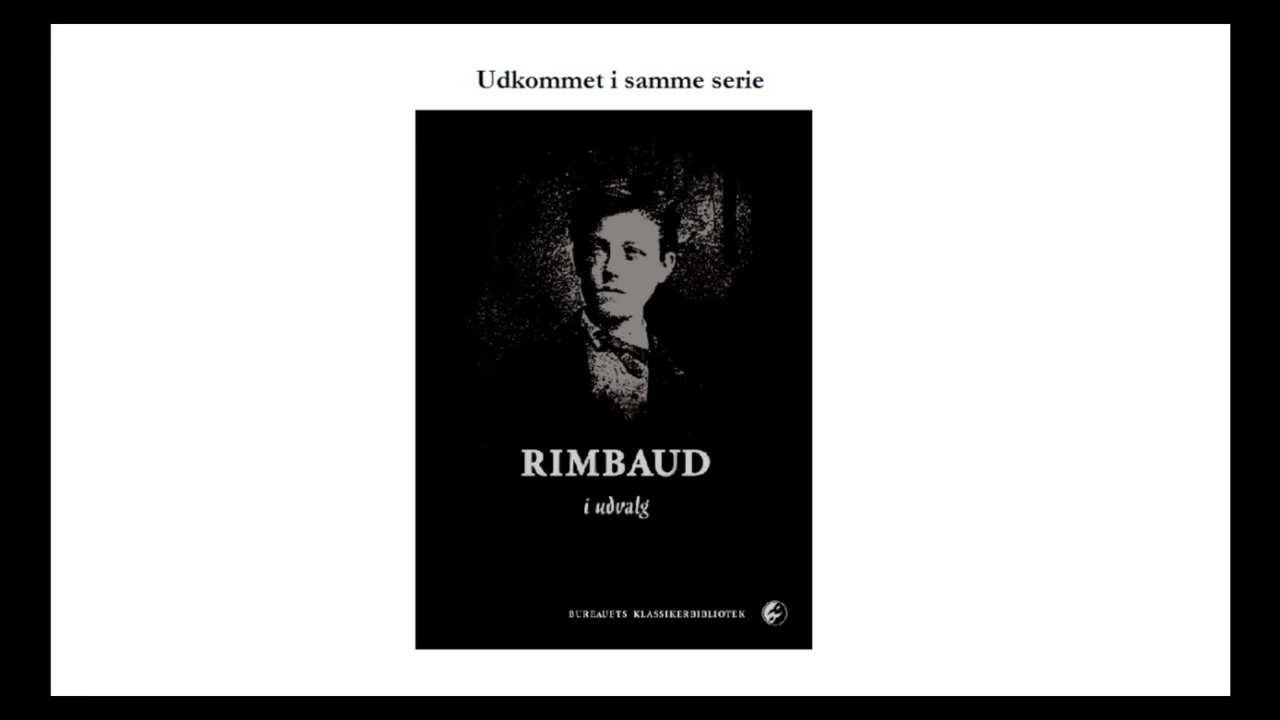 Udkommet i samme serie
RIMBAUD
i udvalg
BUREAUETS KLASSIKERBIBLIOTEK